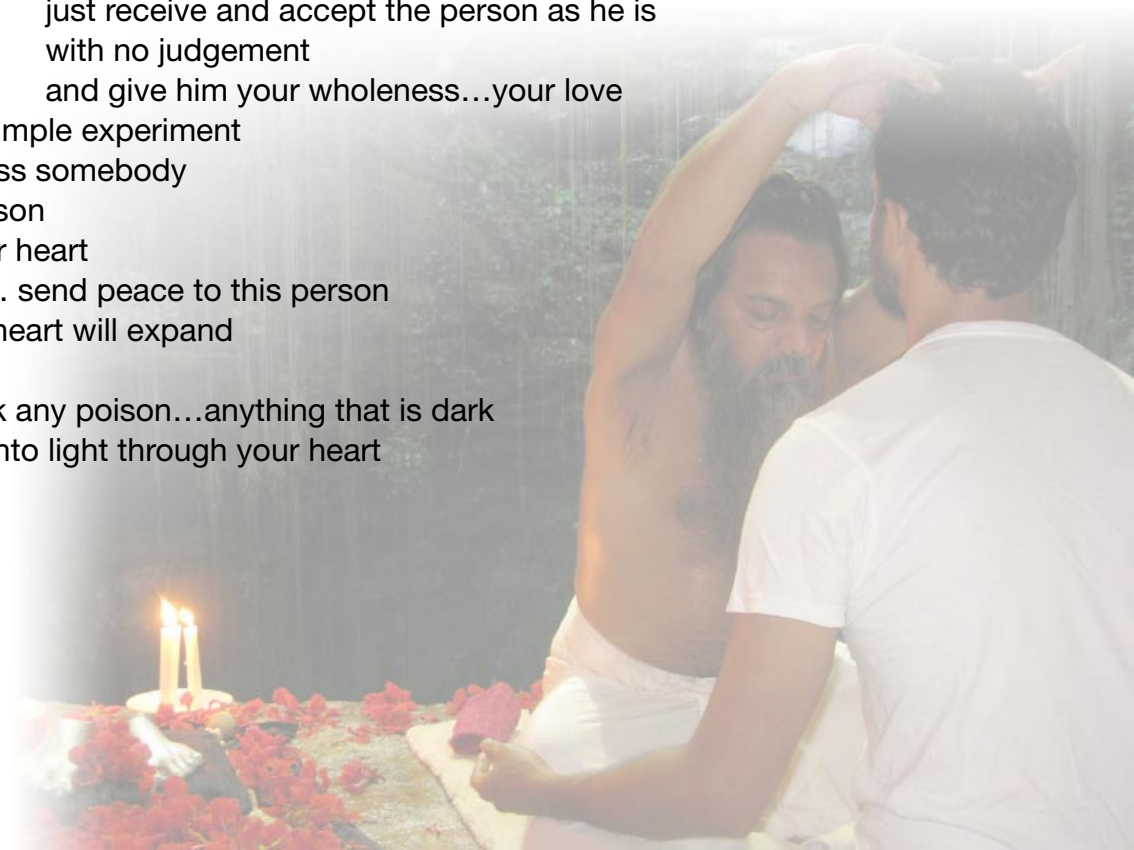 just receive and accept the person as he is
with no judgement
and give him your wholeness…your love
mple experiment
ss somebody
son
r heart
. send peace to this person
heart will expand
k any poison…anything that is dark
nto light through your heart